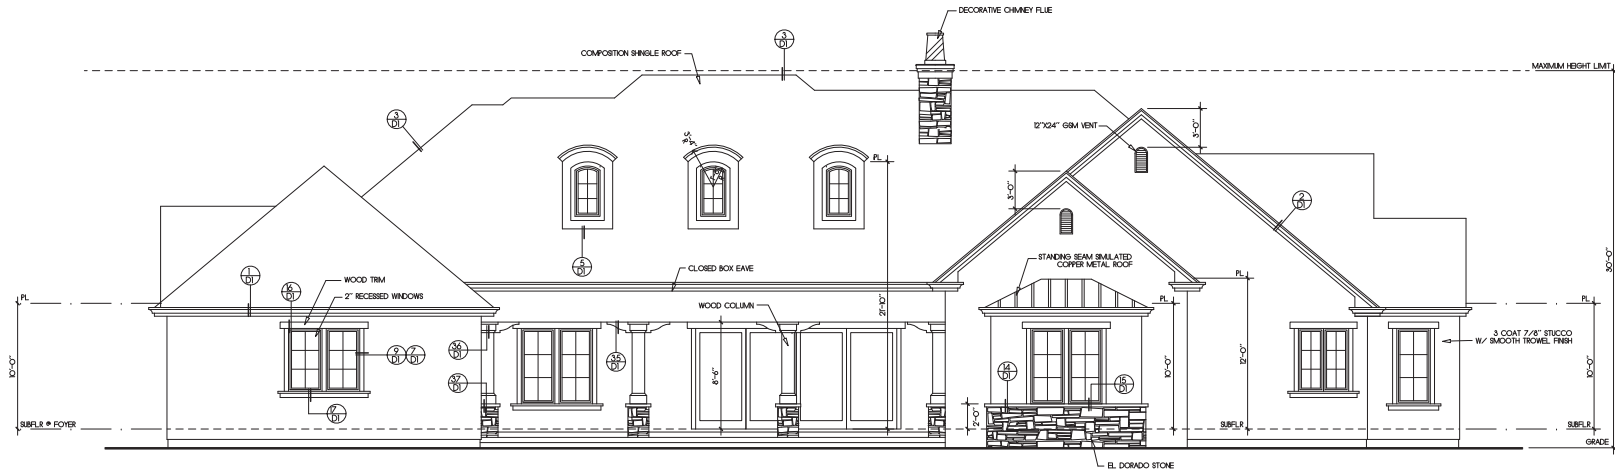 DECORATIVE CHIMNEY FLUE
3
D1
COMPOSITION SHINGLE ROOF
MAXIMUM HEIGHT LIMIT
3
D1
3'-4"
R
12"X24" GSM VENT
3'-0"
PL
3'-0"
2
D1
5
D1
CLOSED BOX EAVE
STANDING SEAM SIMULATED
COPPER METAL ROOF
30'-0"
1
D1
WOOD TRIM
16
D1
2" RECESSED WINDOWS
PL
PL
PL
PL
WOOD COLUMN
21'-10"
3 COAT 7/8" STUCCO
W/ SMOOTH TROWEL FINISH
36
D1
9
D1
7
D1
35
D1
10'-0"
8'-6"
10'-0"
12'-0"
10'-0"
37
D1
14
D1
15
D1
17
D1
2'-0"
SUBFLR @ FOYER
SUBFLR
SUBFLR
GRADE
EL DORADO STONE